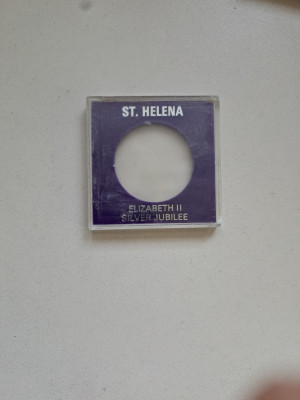 ST. HELENA
ELIZABETH II
SILVER JUBILEE